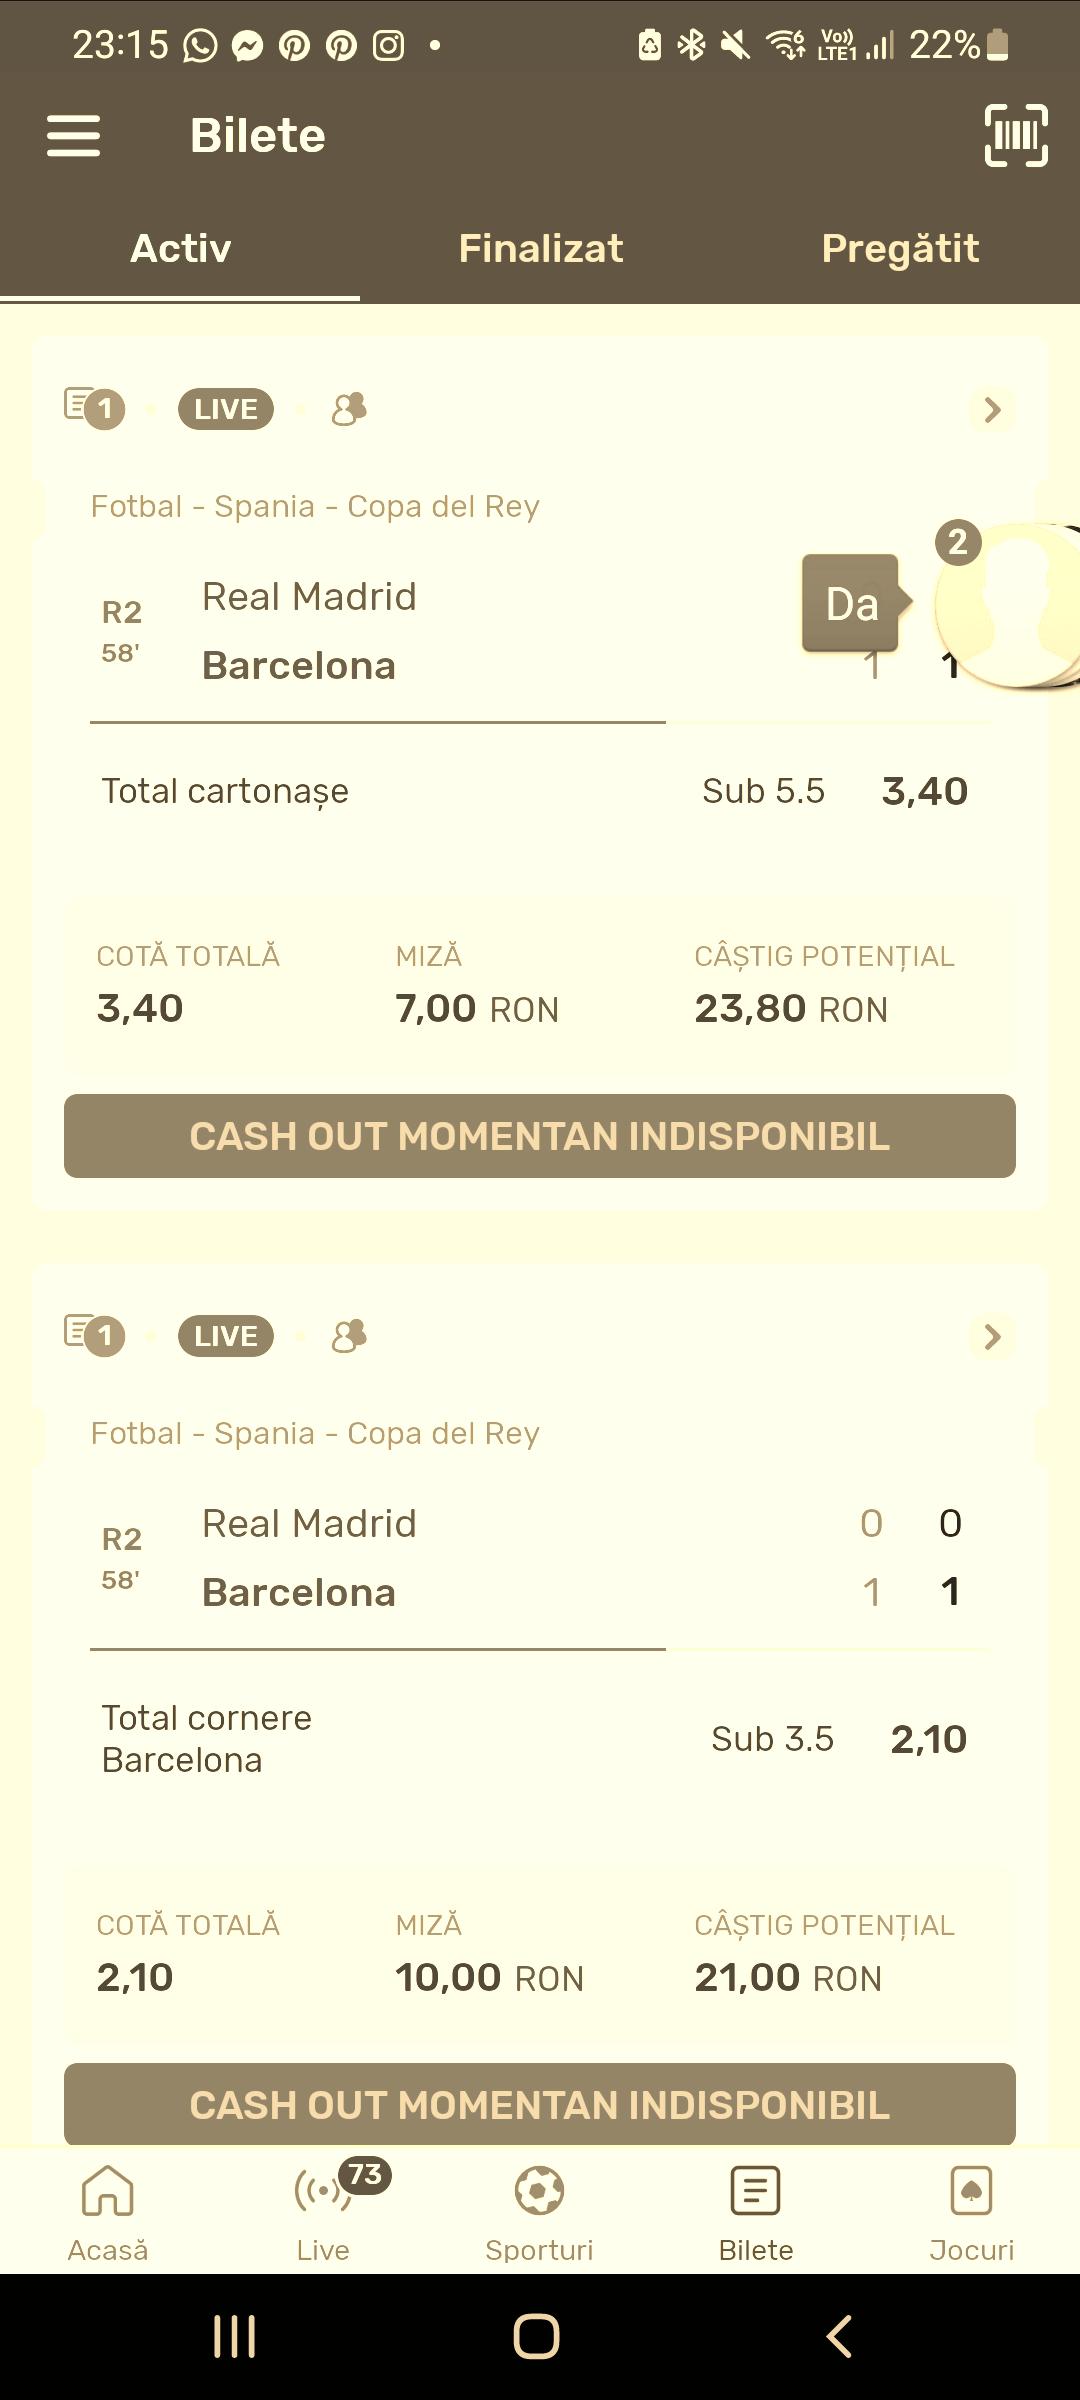 23:15 Vo)) LTE1 6 22%
Bilete
Activ Finalizat Pregătit
1 LIVE
Fotbal - Spania - Copa del Rey
R2 Real Madrid
58' Barcelona 1 1
2
Da
Total cartonașe Sub 5.5 3,40
COTĂ TOTALĂ MIZĂ CÂȘTIG POTENȚIAL
3,40 7,00 RON 23,80 RON
CASH OUT MOMENTAN INDISPONIBIL
1 LIVE
Fotbal - Spania - Copa del Rey
R2 Real Madrid 0 0
58' Barcelona 1 1
Total cornere
Barcelona Sub 3.5 2,10
COTĂ TOTALĂ MIZĂ CÂȘTIG POTENȚIAL
2,10 10,00 RON 21,00 RON
CASH OUT MOMENTAN INDISPONIBIL
73
Acasă Live Sporturi Bilete Jocuri